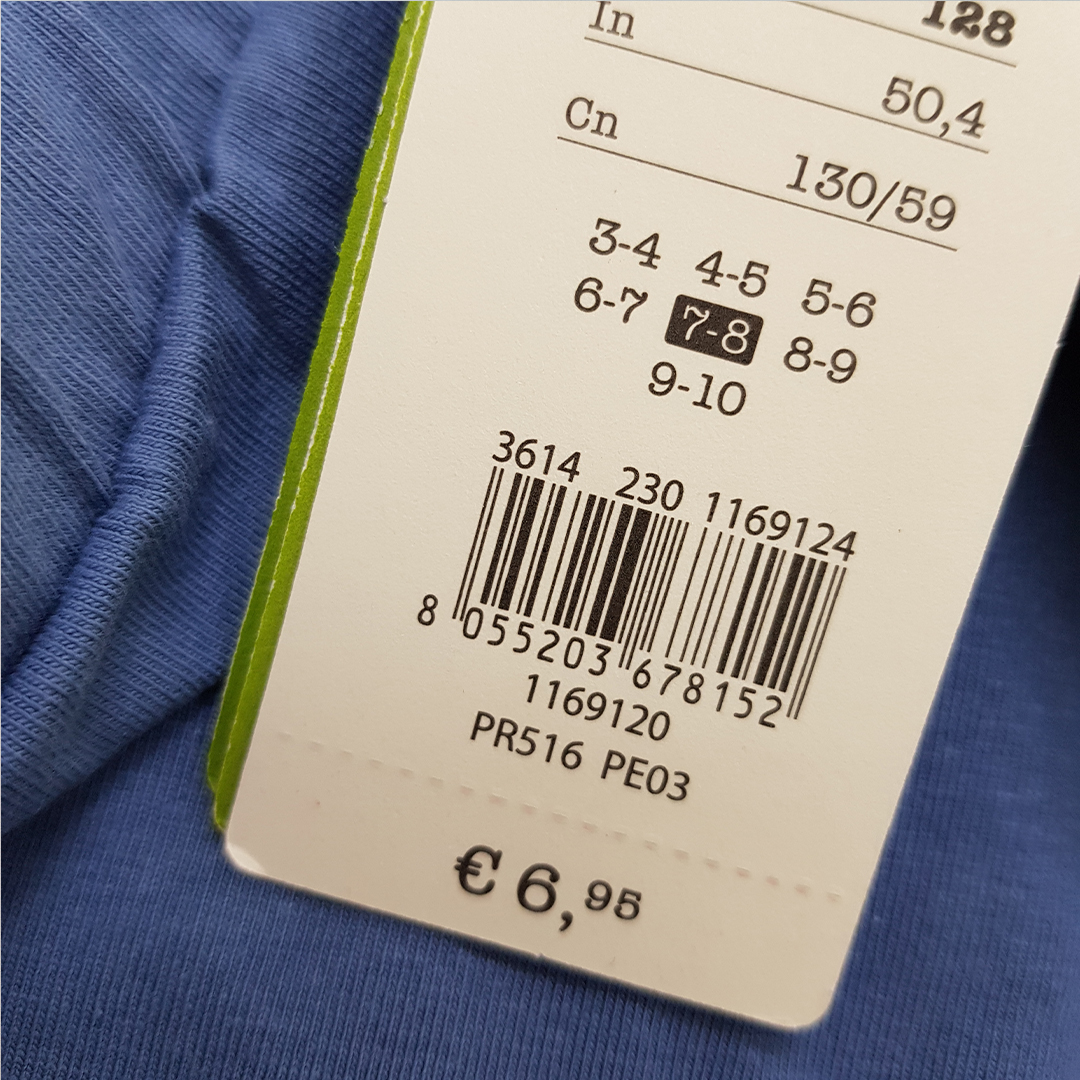 128
In
50,4
Cn
130/59
3-4 4-5 5-6
6-7 7-8 8-9
9-10
3614 230 1169124
8 055203 678152
1169120
PR516 PE03
€ 6,95